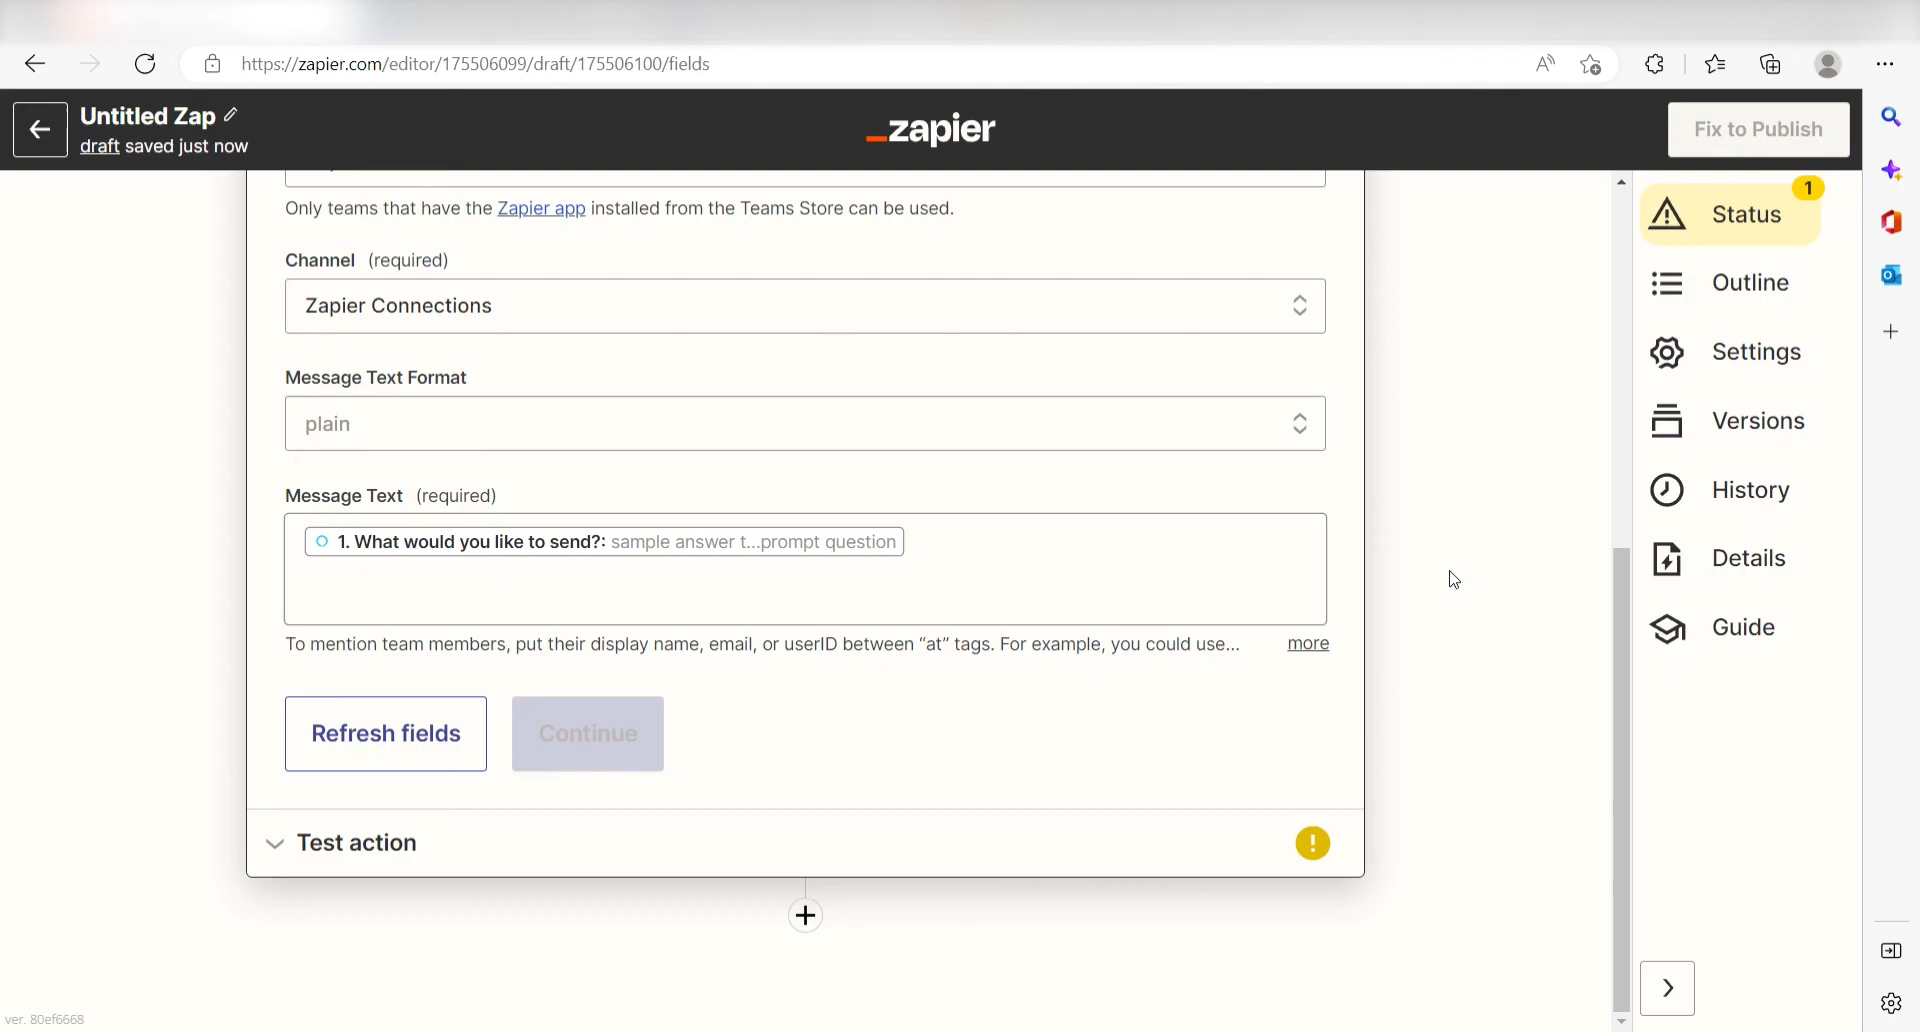 https://zapier.com/editor/175506099/draft/175506100/fields
Untitled Zap
draft saved just now
_zapier
Fix to Publish
Only teams that have the Zapier app installed from the Teams Store can be used.
Channel (required)
Zapier Connections
Message Text Format
plain
Message Text (required)
1. What would you like to send?: sample answer t...prompt question
To mention team members, put their display name, email, or userID between “at” tags. For example, you could use... more
Refresh fields
Continue
Test action
1
Status
Outline
Settings
Versions
History
Details
Guide
ver. 80ef6668